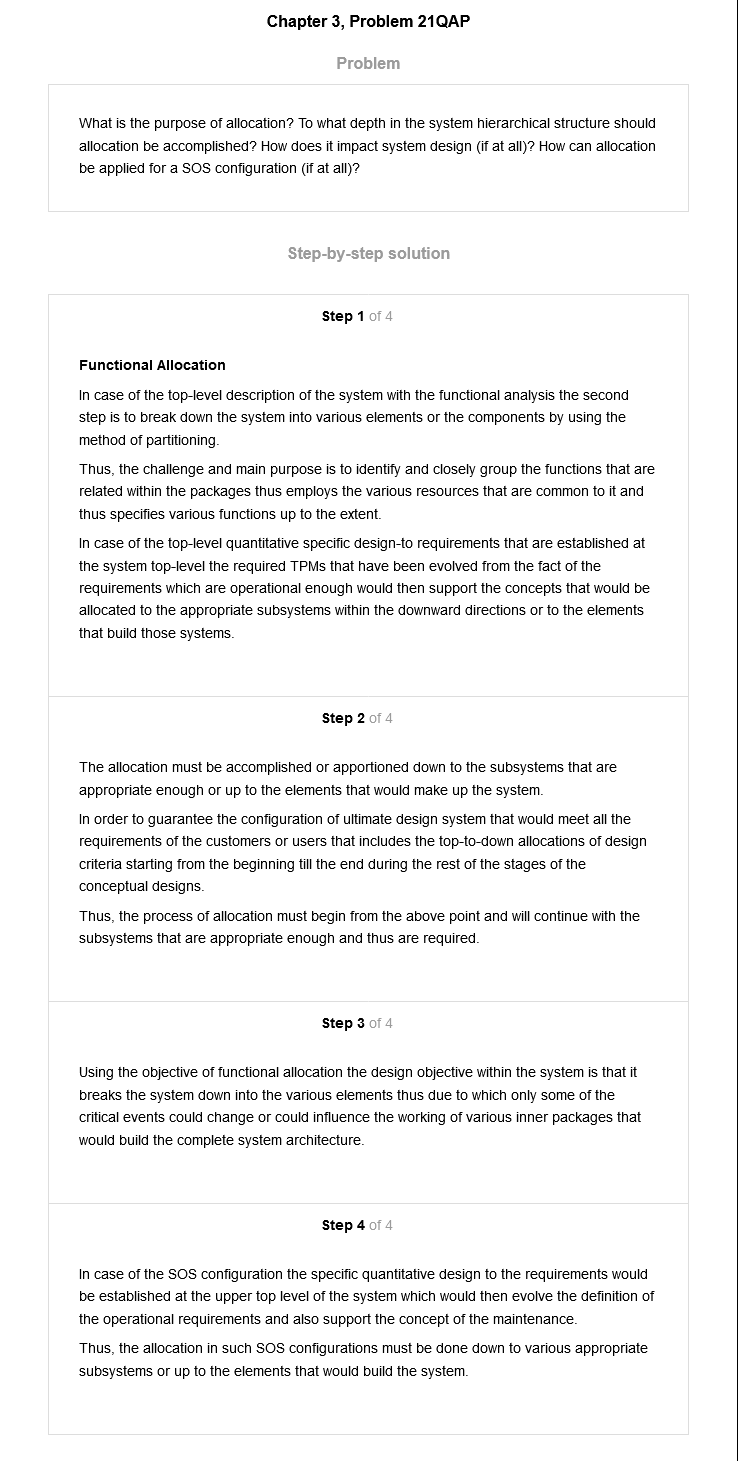 Chapter 3, Problem 21QAP
Problem
What is the purpose of allocation? To what depth in the system hierarchical structure should
allocation be accomplished? How does it impact system design (if at all)? How can allocation
be applied for a SOS configuration (if at all)?
Step-by-step solution
Step 1 of 4
Functional Allocation
In case of the top-level description of the system with the functional analysis the second
step is to break down the system into various elements or the components by using the
method of partitioning.
Thus, the challenge and main purpose is to identify and closely group the functions that are
related within the packages thus employs the various resources that are common to it and
thus specifies various functions up to the extent.
In case of the top-level quantitative specific design-to requirements that are established at
the system top-level the required TPMs that have been evolved from the fact of the
requirements which are operational enough would then support the concepts that would be
allocated to the appropriate subsystems within the downward directions or to the elements
that build those systems.
Step 2 of 4
The allocation must be accomplished or apportioned down to the subsystems that are
appropriate enough or up to the elements that would make up the system.
In order to guarantee the configuration of ultimate design system that would meet all the
requirements of the customers or users that includes the top-to-down allocations of design
criteria starting from the beginning till the end during the rest of the stages of the
conceptual designs.
Thus, the process of allocation must begin from the above point and will continue with the
subsystems that are appropriate enough and thus are required.
Step 3 of 4
Using the objective of functional allocation the design objective within the system is that it
breaks the system down into the various elements thus due to which only some of the
critical events could change or could influence the working of various inner packages that
would build the complete system architecture.
Step 4 of 4
In case of the SOS configuration the specific quantitative design to the requirements would
be established at the upper top level of the system which would then evolve the definition of
the operational requirements and also support the concept of the maintenance.
Thus, the allocation in such SOS configurations must be done down to various appropriate
subsystems or up to the elements that would build the system.